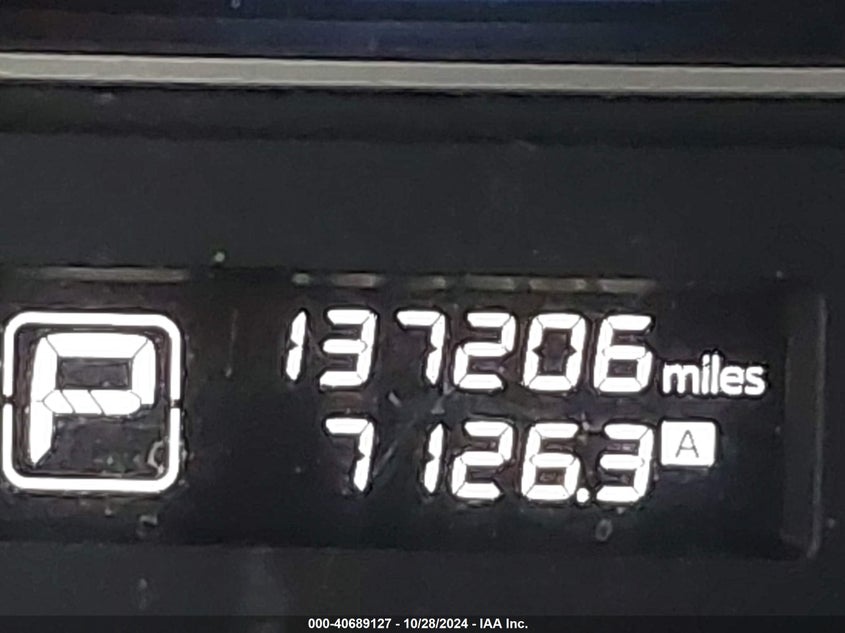 P
137206 miles
7126.3 A
000-40689127 - 10/28/2024 - IAA Inc.